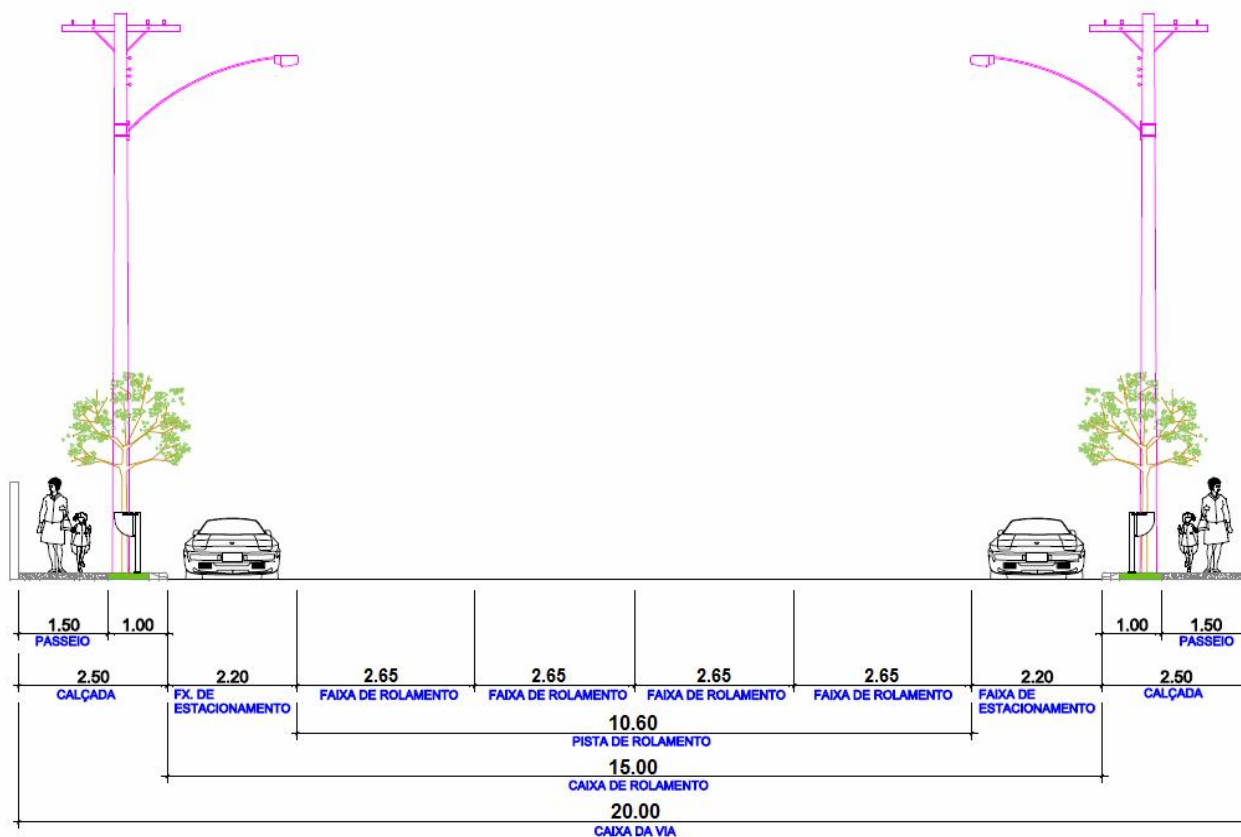 1.50
1.00
1.00
1.50
PASSEIO
PASSEIO
2.50
2.20
2.65
2.65
2.65
2.65
2.20
2.50
CALÇADA
FX. DE
ESTACIONAMENTO
FAIXA DE ROLAMENTO
FAIXA DE ROLAMENTO
FAIXA DE ROLAMENTO
FAIXA DE ROLAMENTO
FAIXA DE
ESTACIONAMENTO
CALÇADA
10.60
PISTA DE ROLAMENTO
15.00
CAIXA DE ROLAMENTO
20.00
CAIXA DA VIA